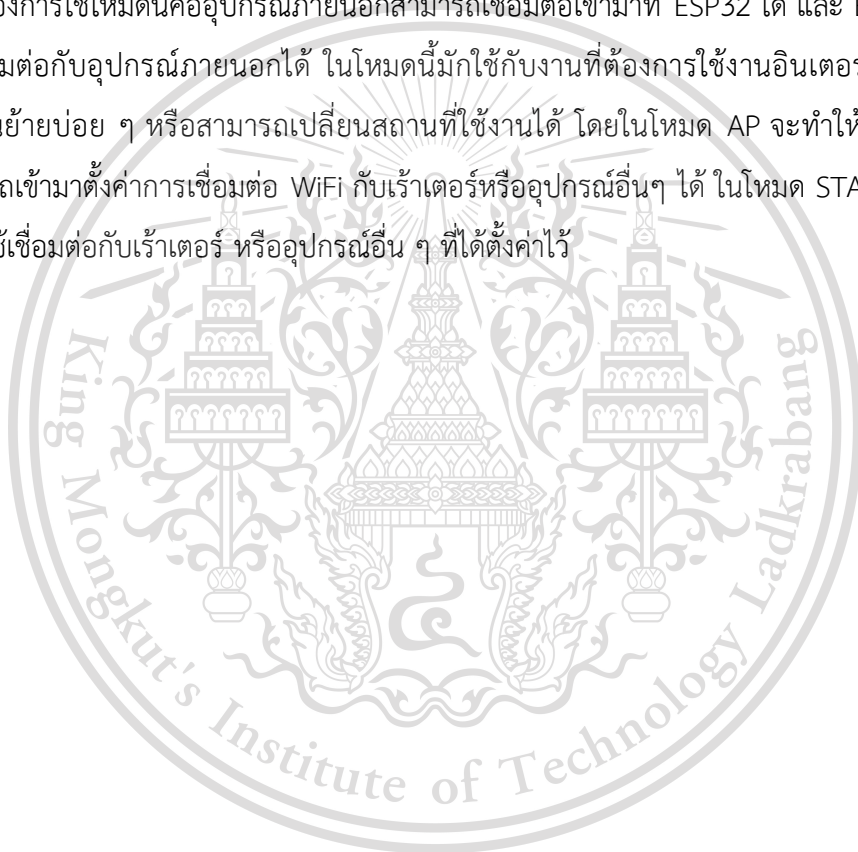 องการใช้โหมดนี้คืออุปกรณ์ภายนอกสามารถเชื่อมต่อเข้ามาที่ ESP32 ได้ และ
มต่อกับอุปกรณ์ภายนอกได้ ในโหมดนี้มักใช้กับงานที่ต้องการใช้งานอินเตอร
นย้ายบ่อย ๆ หรือสามารถเปลี่ยนสถานที่ใช้งานได้ โดยในโหมด AP จะทำให้
ถเข้ามาตั้งค่าการเชื่อมต่อ WiFi กับเร้าเตอร์หรืออุปกรณ์อื่นๆ ได้ ในโหมด STA
ช้เชื่อมต่อกับเร้าเตอร์ หรืออุปกรณ์อื่น ๆ ที่ได้ตั้งค่าไว้
King Mongkut's Institute of Technology Ladkrabang